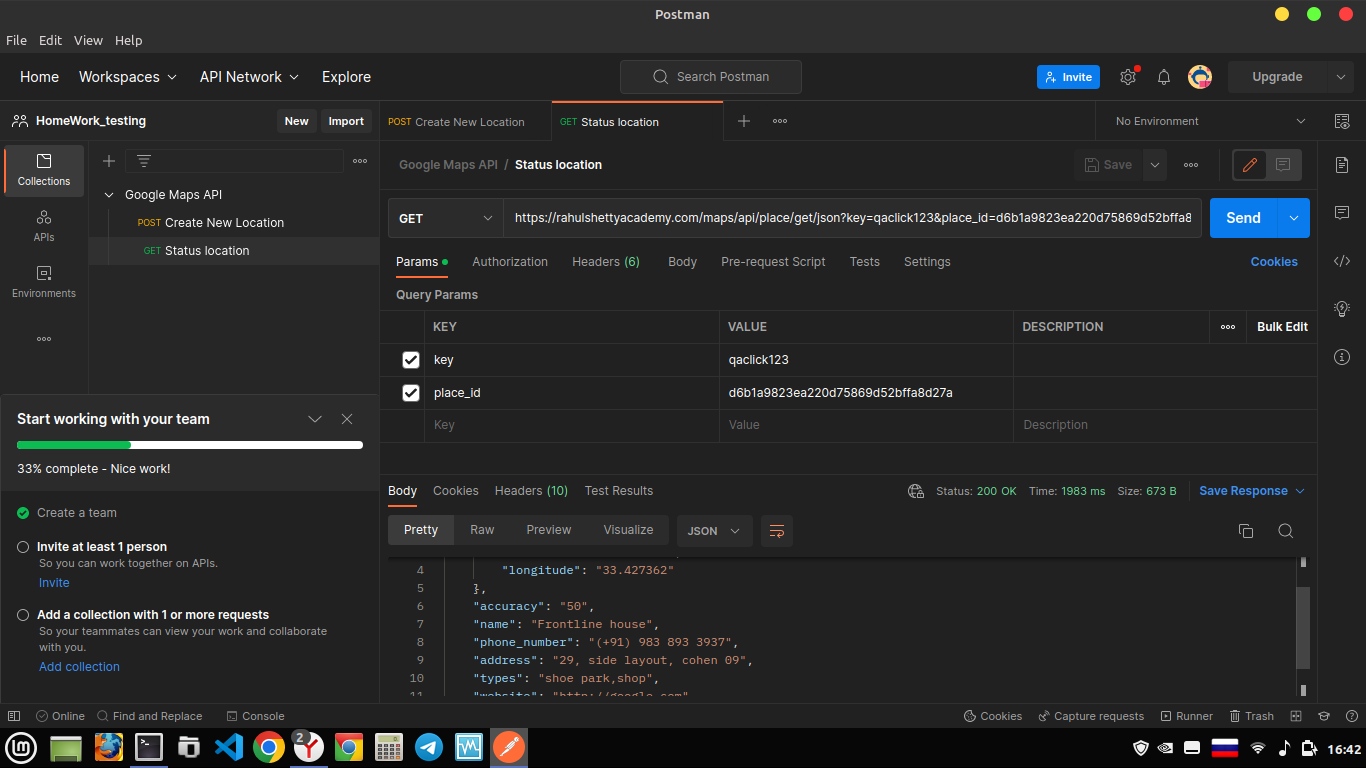 Postman
File Edit View Help
Home Workspaces API Network Explore Search Postman Invite Upgrade
HomeWork_testing New Import POST Create New Location GET Status location No Environment
Google Maps API / Status location Save
Collections
Google Maps API
POST Create New Location
GET Status location
APIs
Environments
GET https://rahulshettyacademy.com/maps/api/place/get/json?key=qaclick123&place_id=d6b1a9823ea220d75869d52bffa8 Send
Params Authorization Headers (6) Body Pre-request Script Tests Settings Cookies
Query Params
KEY VALUE DESCRIPTION Bulk Edit
key qaclick123
place_id d6b1a9823ea220d75869d52bffa8d27a
Key Value Description
Start working with your team
33% complete - Nice work!
Create a team
Invite at least 1 person
So you can work together on APIs.
Invite
Add a collection with 1 or more requests
So your teammates can view your work and collaborate
with you.
Add collection
Body Cookies Headers (10) Test Results Status: 200 OK Time: 1983 ms Size: 673 B Save Response
Pretty Raw Preview Visualize JSON
4 "longitude": "33.427362"
5 },
6 "accuracy": "50",
7 "name": "Frontline house",
8 "phone_number": "(+91) 983 893 3937",
9 "address": "29, side layout, cohen 09",
10 "types": "shoe park,shop",
11 "website": "http://google.com"
Online Find and Replace Console Cookies Capture requests Runner Trash
2 16:42